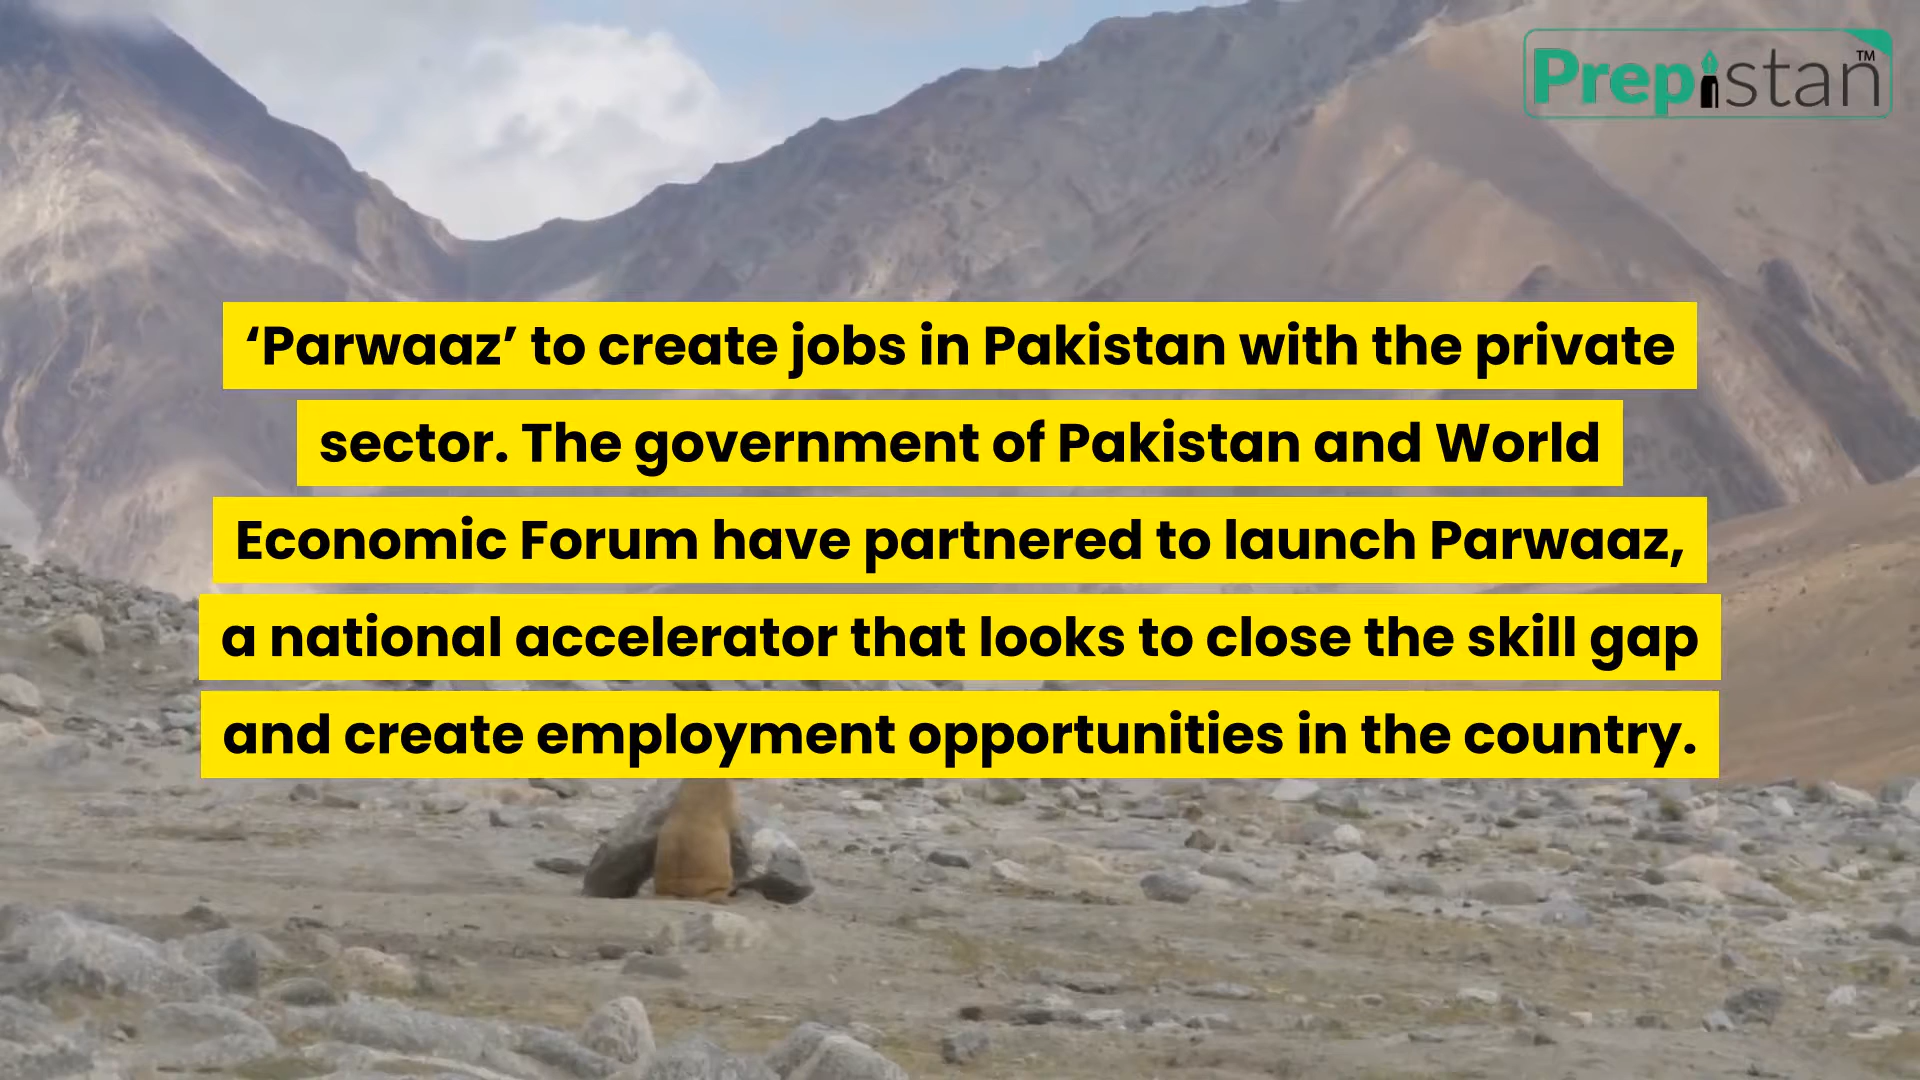 Prepistan™
‘Parwaaz’ to create jobs in Pakistan with the private
sector. The government of Pakistan and World
Economic Forum have partnered to launch Parwaaz,
a national accelerator that looks to close the skill gap
and create employment opportunities in the country.